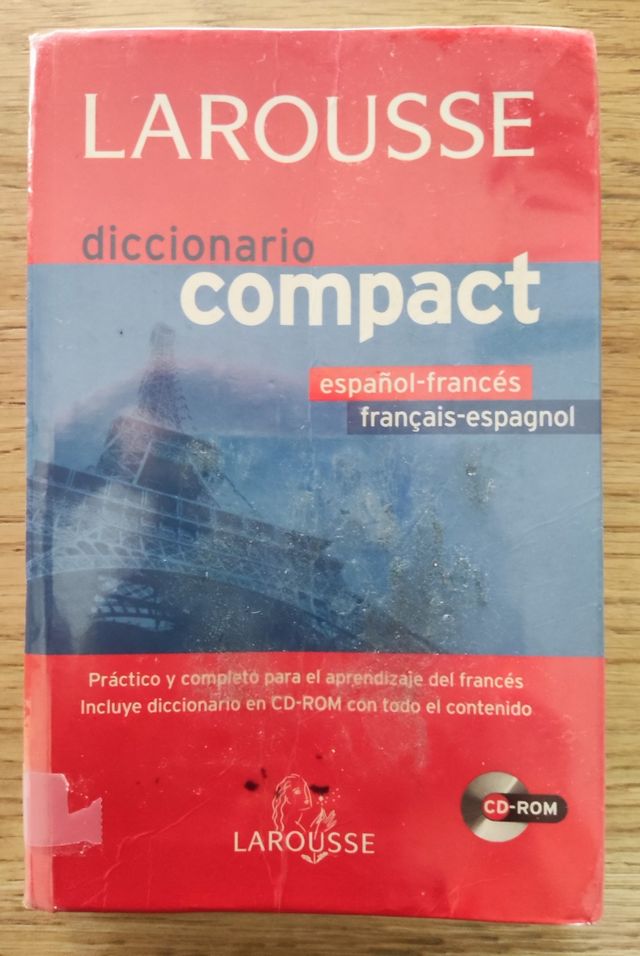 LAROUSSE
diccionario
compact
español-francés
français-espagnol
Práctico y completo para el aprendizaje del francés
Incluye diccionario en CD-ROM con todo el contenido
CD-ROM
LAROUSSE